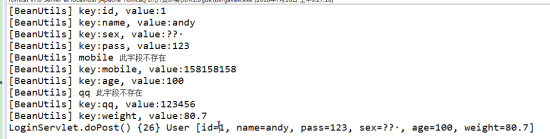 [BeanUtils] key:id, value:1
[BeanUtils] key:name, value:andy
[BeanUtils] key:sex, value:??·
[BeanUtils] key:pass, value:123
[BeanUtils] mobile 此字段不存在
[BeanUtils] key:mobile, value:158158158
[BeanUtils] key:age, value:100
[BeanUtils] qq 此字段不存在
[BeanUtils] key:qq, value:123456
[BeanUtils] key:weight, value:80.7
LoginServlet.doPost() {26} User [id=1, name=andy, pass=123, sex=??·, age=100, weight=80.7]